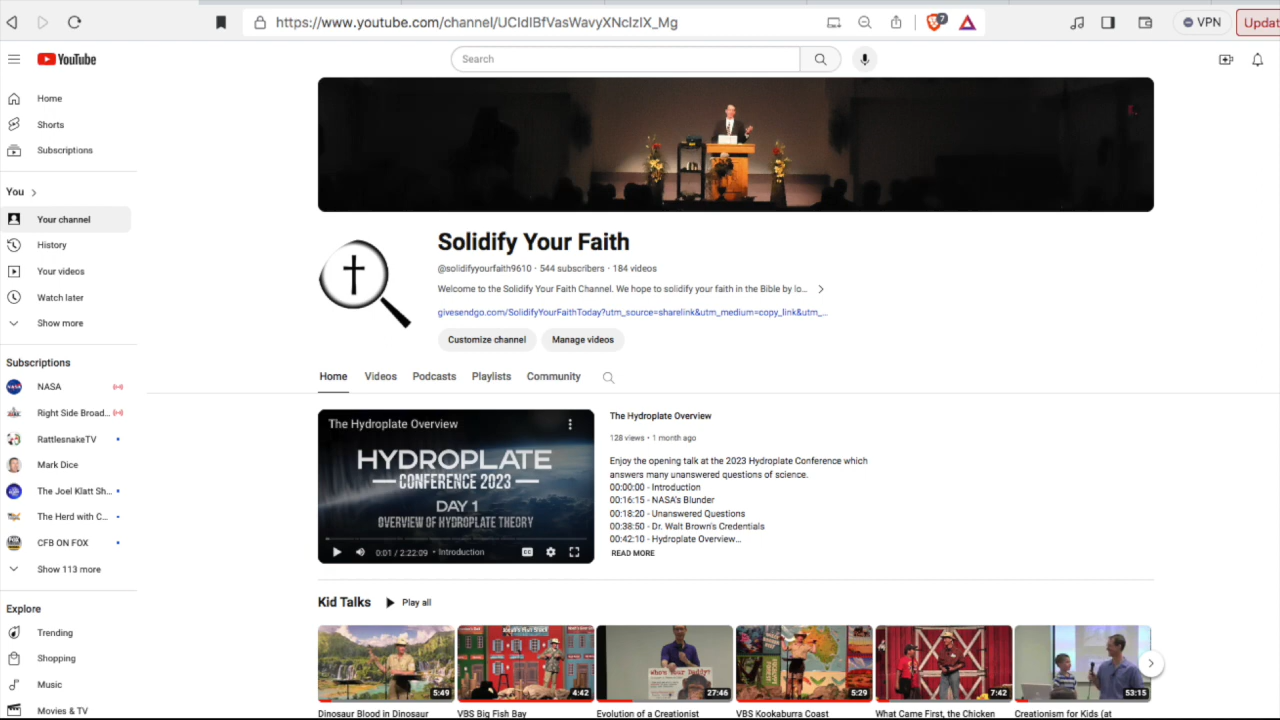 https://www.youtube.com/channel/UCIdIBfVasWavyXNcIzIX_Mg
7
VPN
Updat
YouTube
Search
Home
Shorts
Subscriptions
You
Your channel
History
Your videos
Watch later
Show more
Subscriptions
NASA
Right Side Broad...
RattlesnakeTV
Mark Dice
The Joel Klatt Sh...
The Herd with C...
CFB ON FOX
Show 113 more
Explore
Trending
Shopping
Music
Movies & TV
Solidify Your Faith
@solidifyyourfaith9610 · 544 subscribers · 184 videos
Welcome to the Solidify Your Faith Channel. We hope to solidify your faith in the Bible by lo...
givesendgo.com/SolidifyYourFaithToday?utm_source=sharelink&utm_medium=copy_link&utm_...
Customize channel
Manage videos
Home Videos Podcasts Playlists Community
The Hydroplate Overview
HYDROPLATE
CONFERENCE 2023
DAY 1
OVERVIEW OF HYDROPLATE THEORY
0:01 / 2:22:09 • Introduction
The Hydroplate Overview
128 views • 1 month ago
Enjoy the opening talk at the 2023 Hydroplate Conference which
answers many unanswered questions of science.
00:00:00 - Introduction
00:16:15 - NASA's Blunder
00:18:20 - Unanswered Questions
00:38:50 - Dr. Walt Brown's Credentials
00:42:10 - Hydroplate Overview...
READ MORE
Kid Talks
Play all
5:49
4:42
27:46
5:29
7:42
53:15
Dinosaur Blood in Dinosaur
VBS Big Fish Bay
Evolution of a Creationist
VBS Kookaburra Coast
What Came First, the Chicken
Creationism for Kids (at